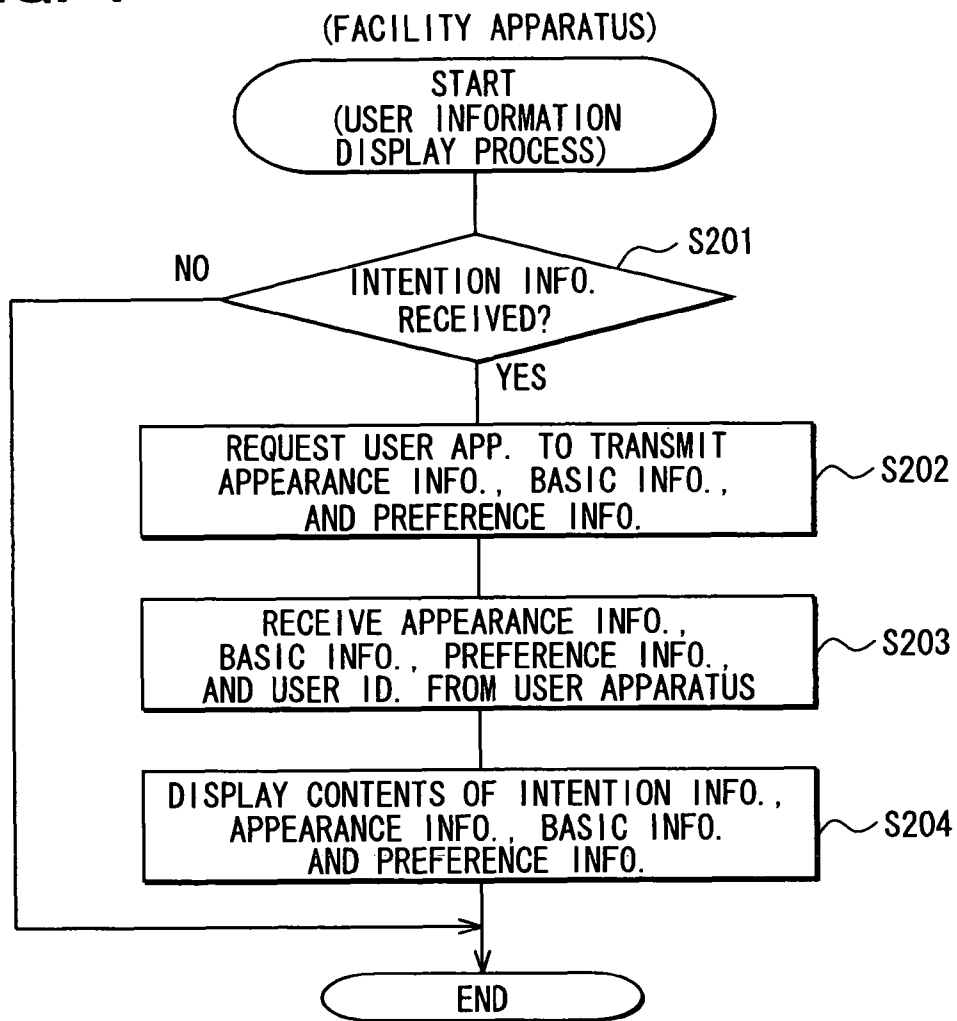 (FACILITY APPARATUS)
START
(USER INFORMATION
DISPLAY PROCESS)
S201
NO
INTENTION INFO.
RECEIVED?
YES
REQUEST USER APP. TO TRANSMIT
APPEARANCE INFO., BASIC INFO.,
AND PREFERENCE INFO.
S202
RECEIVE APPEARANCE INFO.,
BASIC INFO., PREFERENCE INFO.,
AND USER ID. FROM USER APPARATUS
S203
DISPLAY CONTENTS OF INTENTION INFO.,
APPEARANCE INFO., BASIC INFO.
AND PREFERENCE INFO.
S204
END